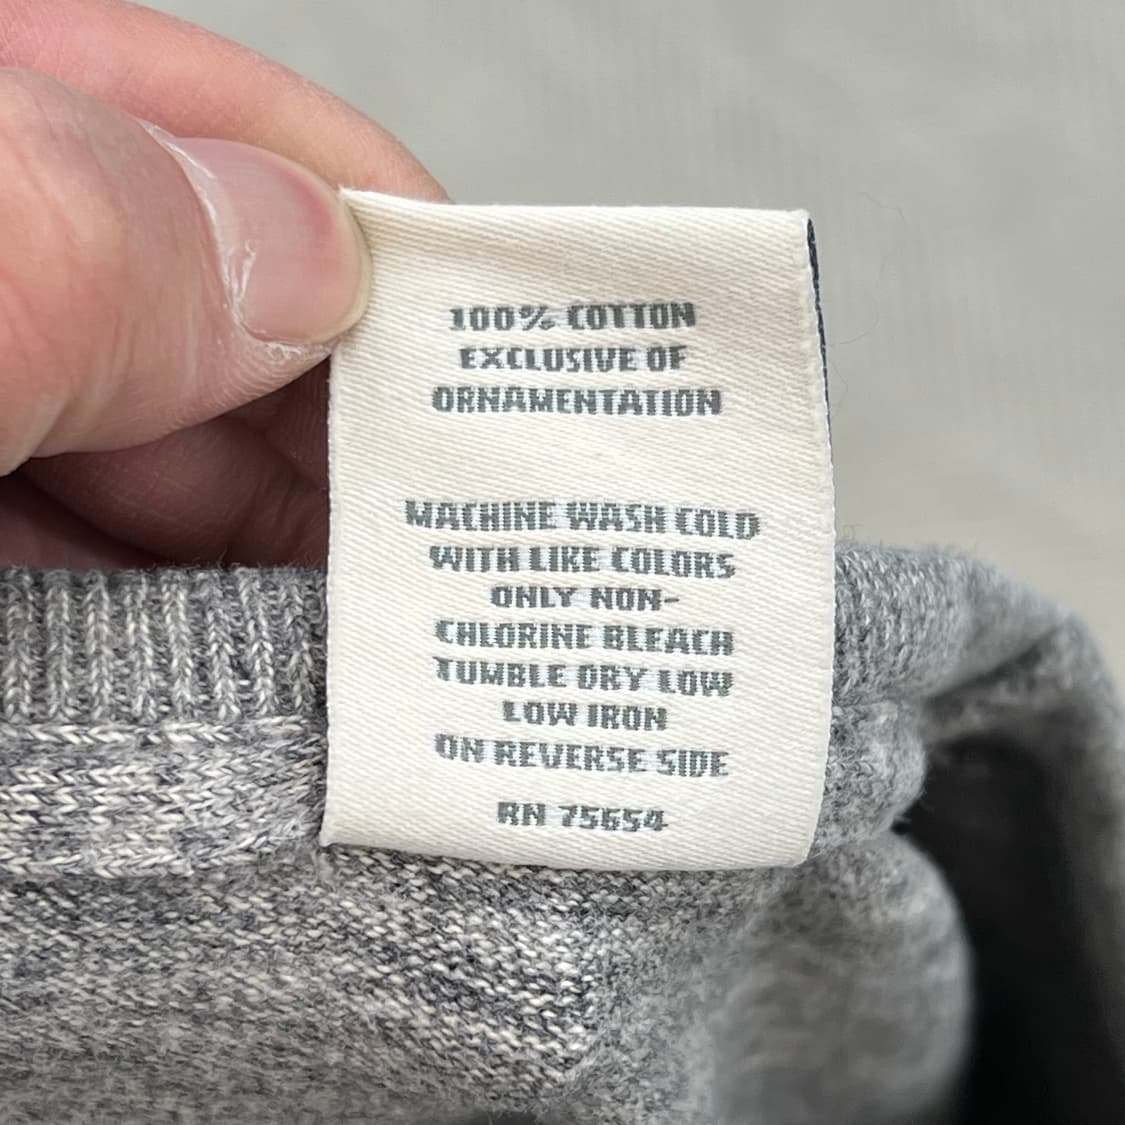 100% COTTON
EXCLUSIVE OF
ORNAMENTATION
MACHINE WASH COLD
WITH LIKE COLORS
ONLY NON-
CHLORINE BLEACH
TUMBLE DRY LOW
LOW IRON
ON REVERSE SIDE
RN 75654